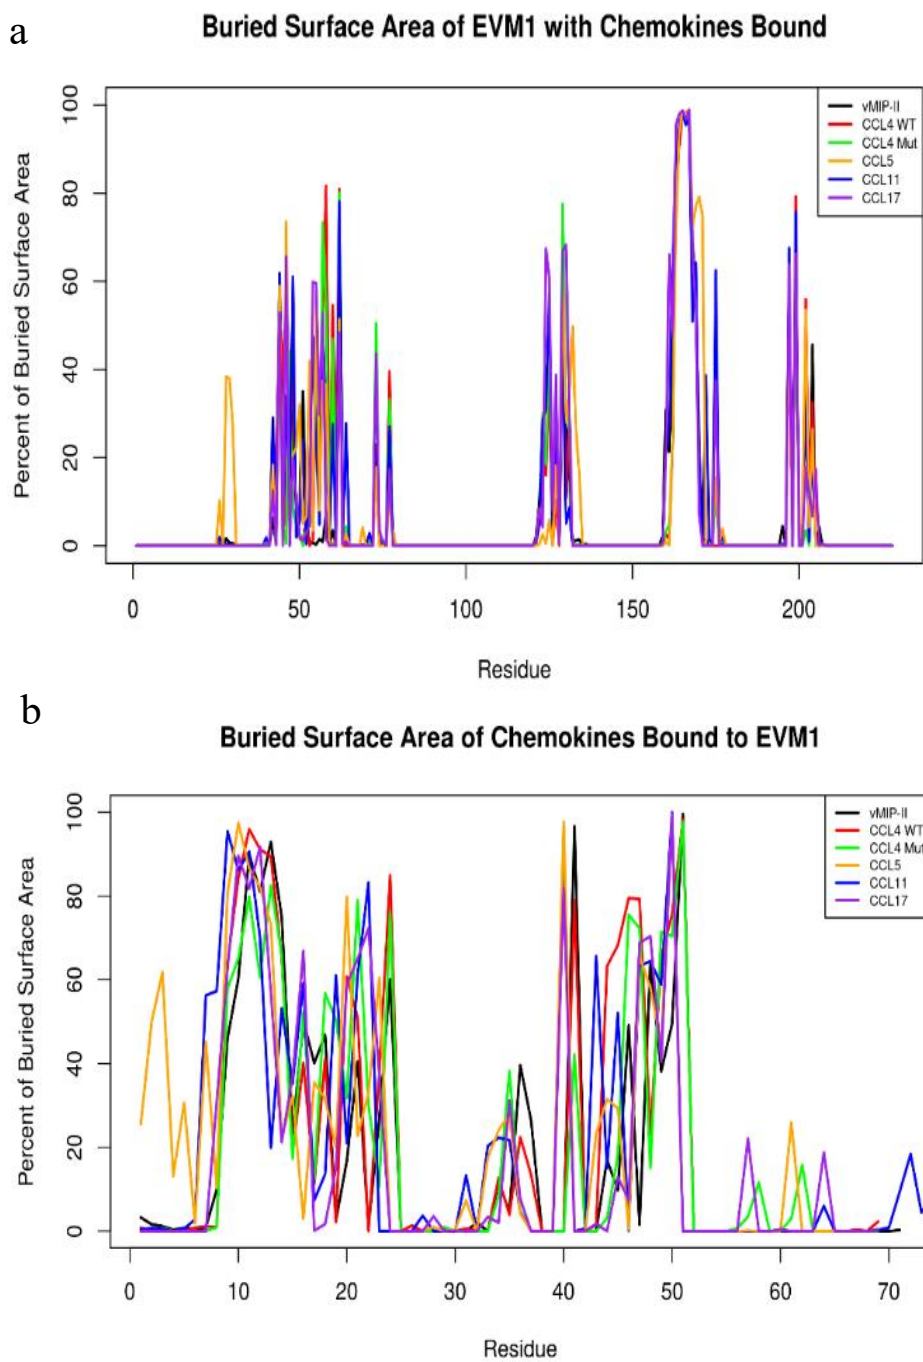 a
Buried Surface Area of EVM1 with Chemokines Bound
Percent of Buried Surface Area
100
80
60
40
20
0
vMIP-II
CCL4 WT
CCL4 Mut
CCL5
CCL11
CCL17
0 50 100 150 200
Residue
b
Buried Surface Area of Chemokines Bound to EVM1
Percent of Buried Surface Area
100
80
60
40
20
0
vMIP-II
CCL4 WT
CCL4 Mut
CCL5
CCL11
CCL17
0 10 20 30 40 50 60 70
Residue